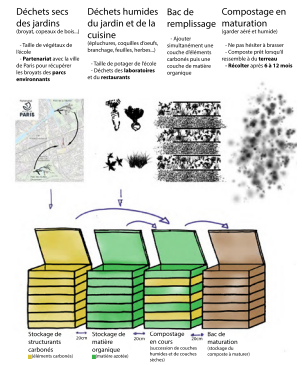 Déchets secs
des jardins
(broyat, copeaux de bois...)
- Taille de végétaux de
l'école
- Partenariat avec la ville
de Paris pour récupérer
les broyats des parcs
environnants
Déchets humides
du jardin et de la
cuisine
(épluchures, coquilles d'oeufs,
branchage, feuilles, herbes...)
- Taille de potager de l'école
- Déchets des laboratoires
et du restaurants
Bac de
remplissage
- Ajouter
simultanément une
couche d'éléments
carbonés puis une
couche de matière
organique
Compostage en
maturation
(garder aéré et humide)
- Ne pas hésiter à brasser
- Composte prêt lorsqu'il
ressemble à du terreau
- Récolter après 6 à 12 mois
PARIS
Stockage de
structurants
carbonés
(éléments carbonés)
20cm
Stockage de
matière
organique
(matière azotée)
20cm
Compostage
en cours
(succession de couches
humides et de couches
sèches)
20cm
Bac de
maturation
(stockage du
composte à maturer)